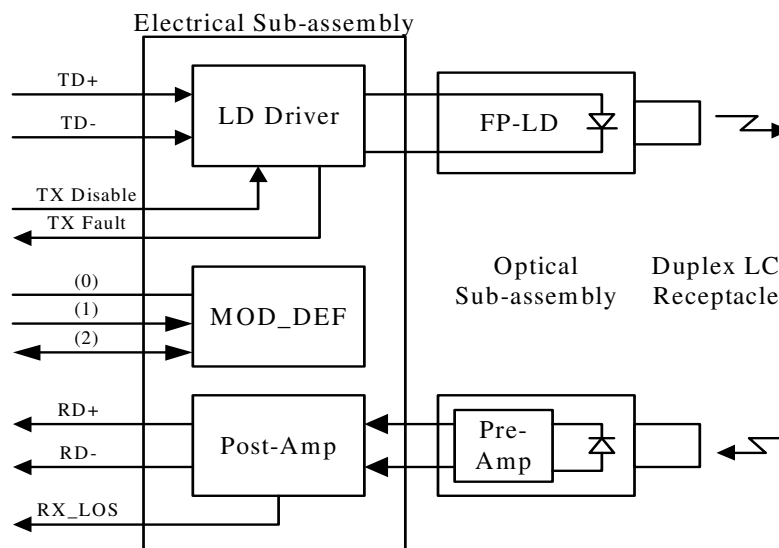 Electrical Sub-assembly
TD+
TD-
LD Driver
FP-LD
TX Disable
TX Fault
(0)
(1)
(2)
MOD_DEF
Optical
Sub-assembly
Duplex LC
Receptacle
RD+
RD-
Post-Amp
Pre-
Amp
RX_LOS